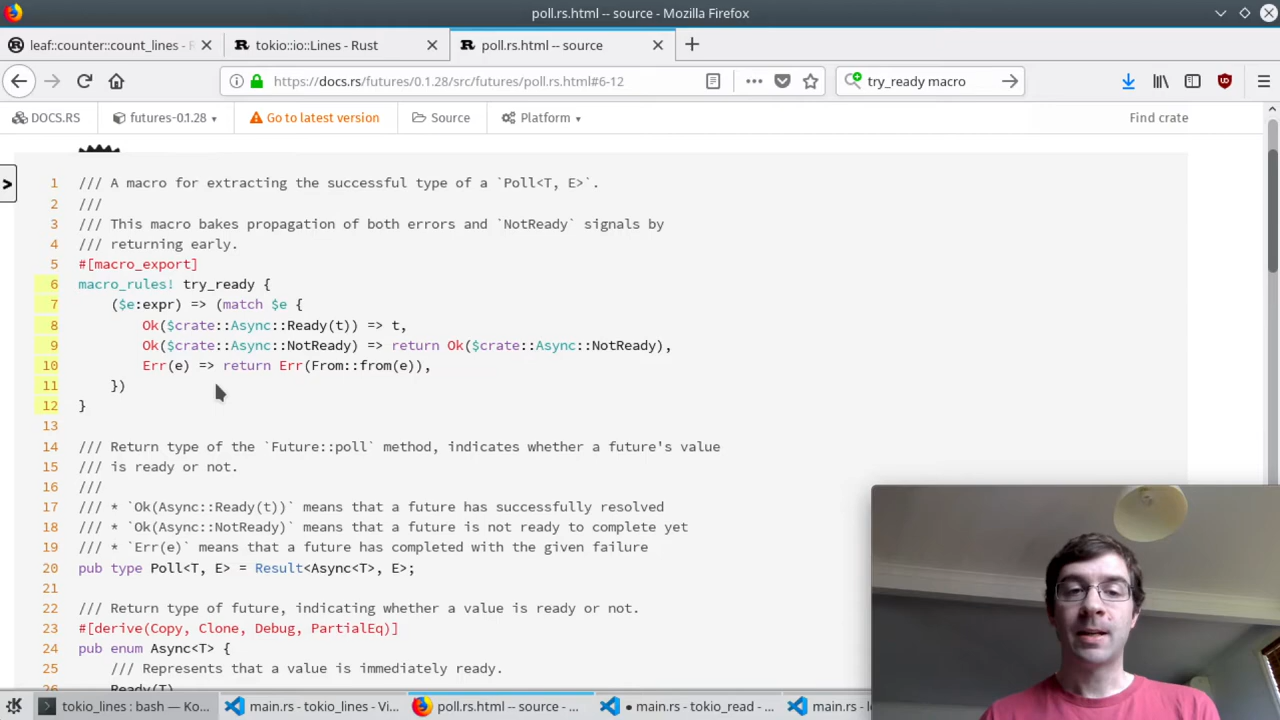 poll.rs.html -- source - Mozilla Firefox
leaf::counter::count_lines - R
tokio::io::Lines - Rust
poll.rs.html -- source
https://docs.rs/futures/0.1.28/src/futures/poll.rs.html#6-12
try_ready macro
DOCS.RS
futures-0.1.28
Go to latest version
Source
Platform
Find crate
1 /// A macro for extracting the successful type of a `Poll<T, E>`.
2 ///
3 /// This macro bakes propagation of both errors and `NotReady` signals by
4 /// returning early.
5 #[macro_export]
6 macro_rules! try_ready {
7 ($e:expr) => (match $e {
8 Ok($crate::Async::Ready(t)) => t,
9 Ok($crate::Async::NotReady) => return Ok($crate::Async::NotReady),
10 Err(e) => return Err(From::from(e)),
11 })
12 }
13
14 /// Return type of the `Future::poll` method, indicates whether a future's value
15 /// is ready or not.
16 ///
17 /// * `Ok(Async::Ready(t))` means that a future has successfully resolved
18 /// * `Ok(Async::NotReady)` means that a future is not ready to complete yet
19 /// * `Err(e)` means that a future has completed with the given failure
20 pub type Poll<T, E> = Result<Async<T>, E>;
21
22 /// Return type of future, indicating whether a value is ready or not.
23 #[derive(Copy, Clone, Debug, PartialEq)]
24 pub enum Async<T> {
25 /// Represents that a value is immediately ready.
26 Ready(T)
tokio_lines : bash — Ko...
main.rs - tokio_lines - Vi...
poll.rs.html -- source - ...
• main.rs - tokio_read - ...
main.rs - l